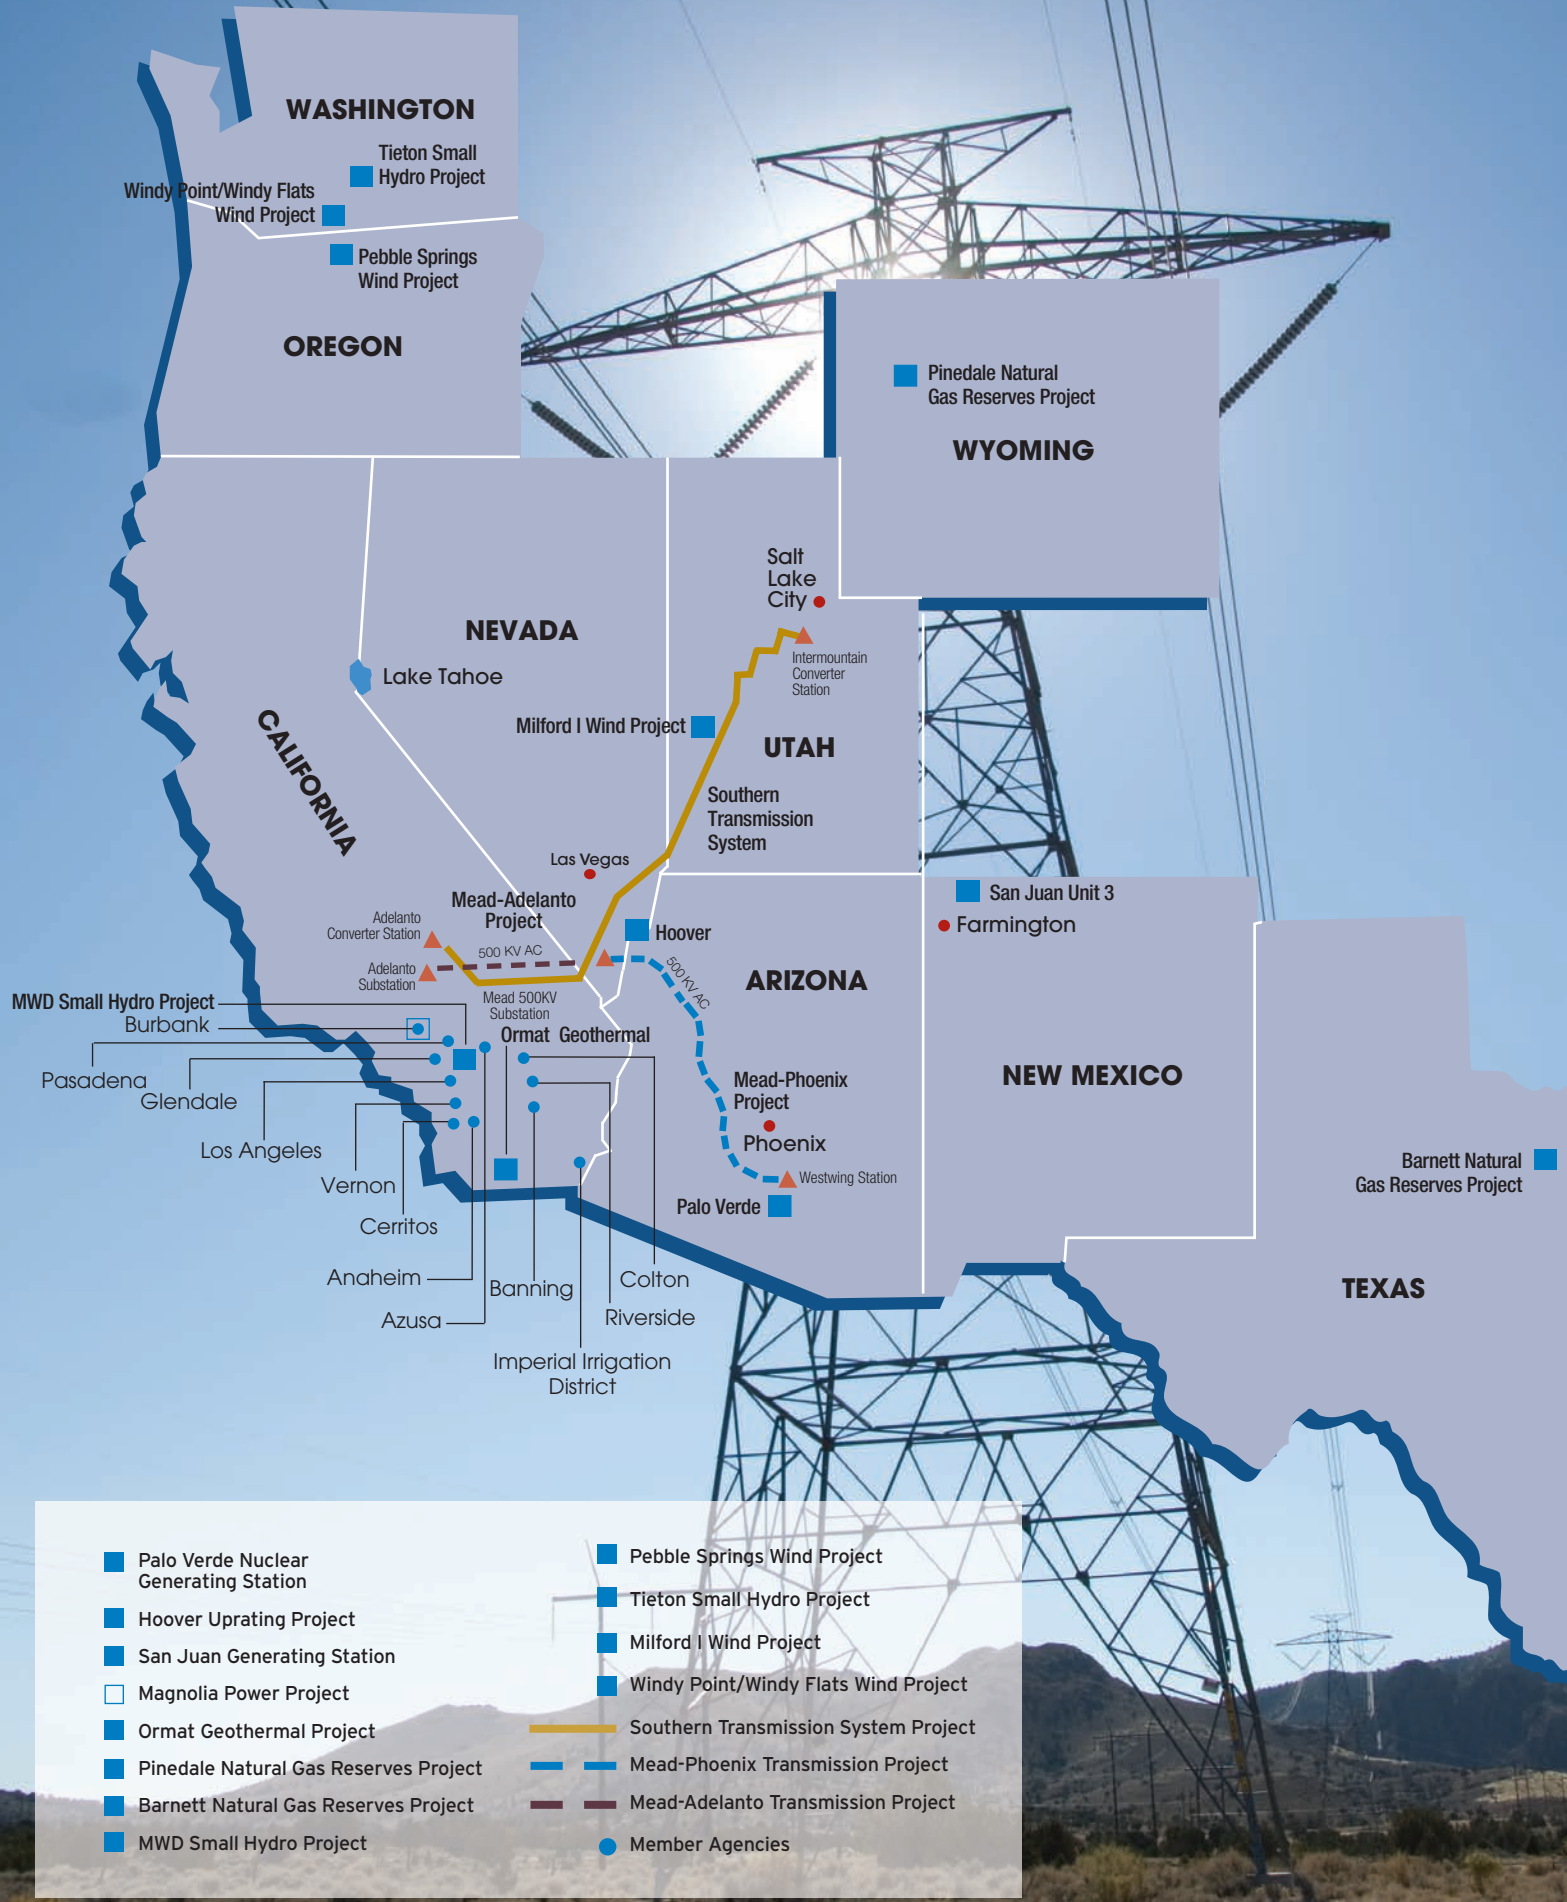 WASHINGTON
Tieton Small
Hydro Project
Windy Point/Windy Flats
Wind Project
Pebble Springs
Wind Project
OREGON
Pinedale Natural
Gas Reserves Project
WYOMING
Salt
Lake
City
NEVADA
Intermountain
Converter
Station
Lake Tahoe
CALIFORNIA
Milford I Wind Project
UTAH
Southern
Transmission
System
Las Vegas
Mead-Adelanto
Project
San Juan Unit 3
Farmington
Adelanto
Converter Station
Hoover
500 KV AC
500 KV AC
Adelanto
Substation
ARIZONA
MWD Small Hydro Project
Mead 500KV
Substation
Burbank
Ormat Geothermal
Pasadena
Glendale
Mead-Phoenix
Project
NEW MEXICO
Phoenix
Los Angeles
Westwing Station
Barnett Natural
Gas Reserves Project
Vernon
Palo Verde
Cerritos
Anaheim
Banning
Colton
TEXAS
Azusa
Riverside
Imperial Irrigation
District
Palo Verde Nuclear
Generating Station
Hoover Uprating Project
San Juan Generating Station
Magnolia Power Project
Ormat Geothermal Project
Pinedale Natural Gas Reserves Project
Barnett Natural Gas Reserves Project
MWD Small Hydro Project
Pebble Springs Wind Project
Tieton Small Hydro Project
Milford I Wind Project
Windy Point/Windy Flats Wind Project
Southern Transmission System Project
Mead-Phoenix Transmission Project
Mead-Adelanto Transmission Project
Member Agencies